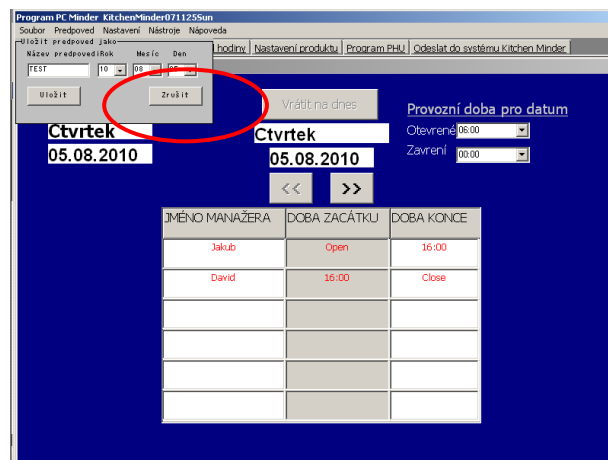 Program PC Minder KitchenMinder071125Sun
Soubor Predpoved Nastavení Nástroje Nápoveda
Uložit predpoved jako
hodiny Nastavení produktu Program PHU Odeslat do systému Kitchen Minder
Název predpovedi Rok Mesíc Den
TEST 10 08
Uložit Zrušit
Vrátit na dnes
Provozní doba pro datum
Ctvrtek Ctvrtek
Otevrené 06:00
05.08.2010 05.08.2010
Zavrení 00:00
<< >>
JMÉNO MANAŽERA DOBA ZACÁTKU DOBA KONCE
Jakub Open 16:00
David 16:00 Close